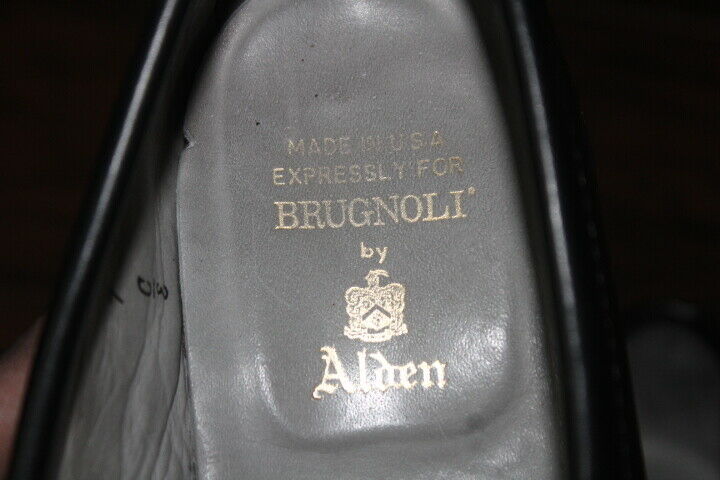 MADE IN U.S.A.
EXPRESSLY FOR
BRUGNOLI®
by
Alden